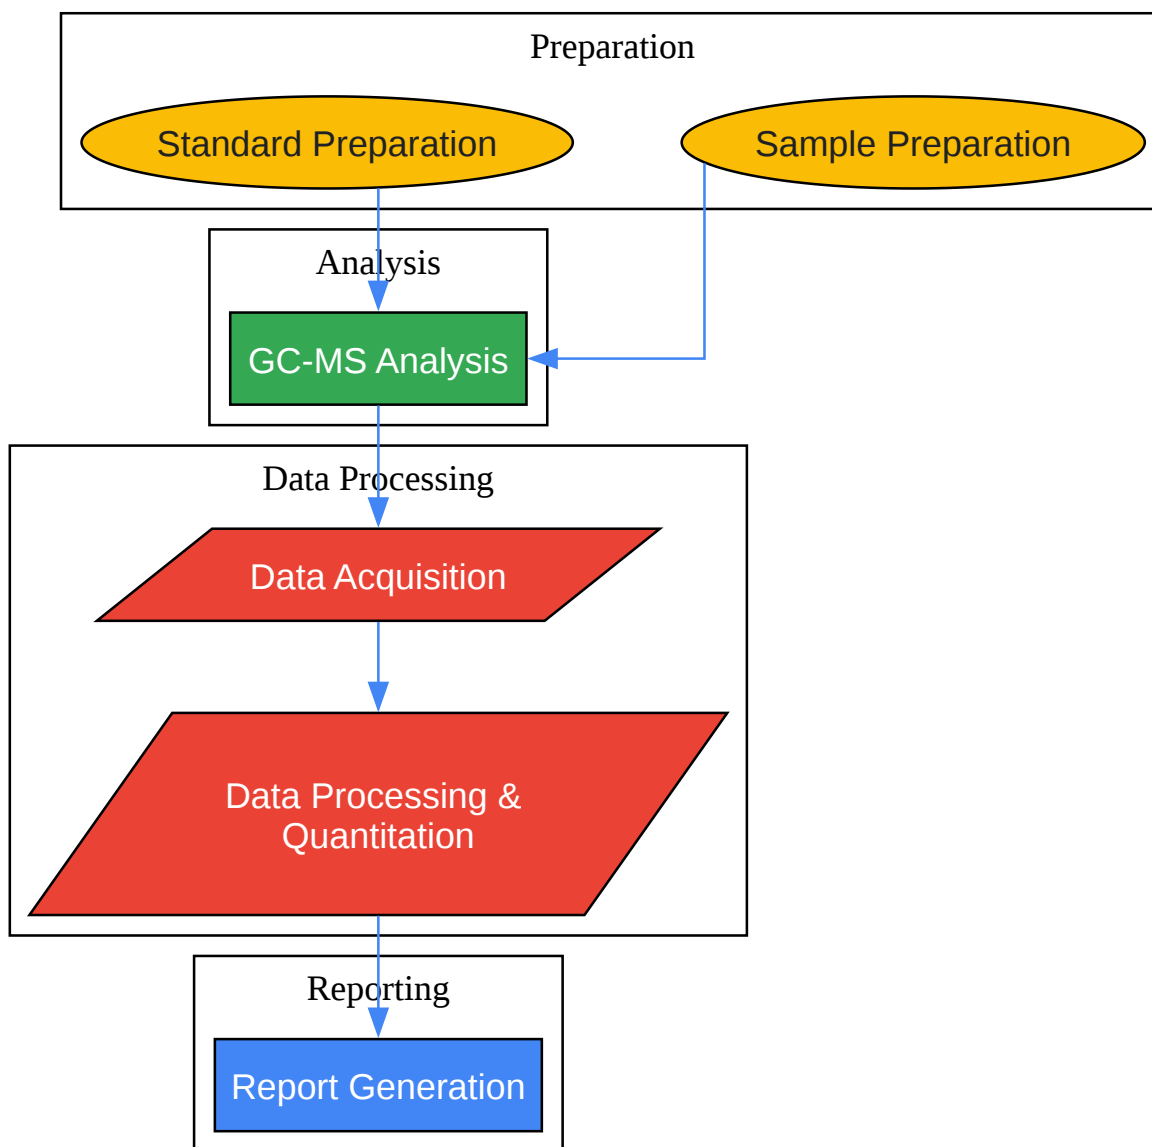 Preparation
Standard Preparation
Sample Preparation
Analysis
GC-MS Analysis
Data Processing
Data Acquisition
Data Processing &
Quantitation
Reporting
Report Generation